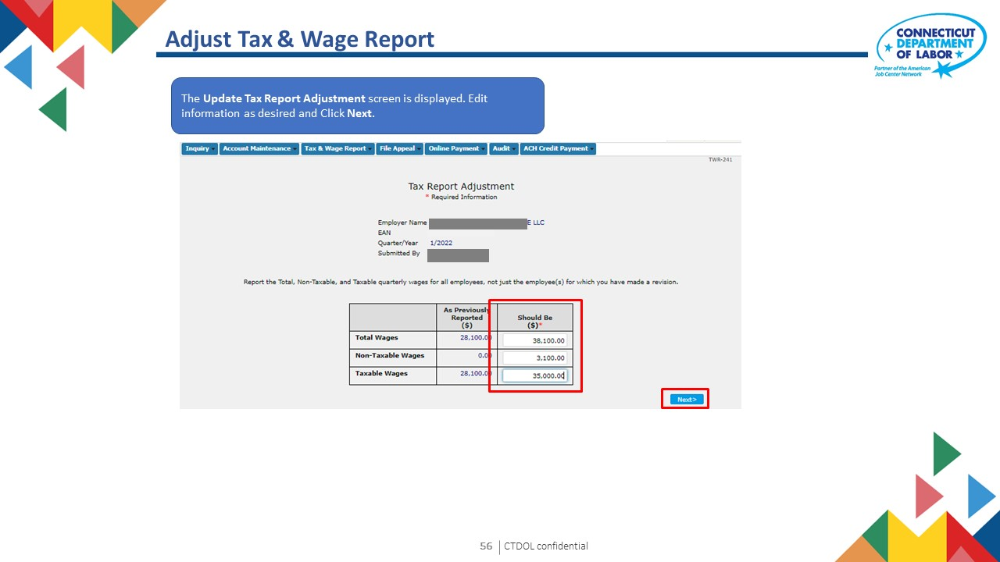 Adjust Tax & Wage Report
CONNECTICUT
DEPARTMENT
OF LABOR
Partner of the American
Job Center Network
The Update Tax Report Adjustment screen is displayed. Edit
information as desired and Click Next.
Inquiry Account Maintenance Tax & Wage Report File Appeal Online Payment Audit ACH Credit Payment
TWR-241
Tax Report Adjustment
* Required Information
Employer Name E LLC
EAN
Quarter/Year 1/2022
Submitted By
Report the Total, Non-Taxable, and Taxable quarterly wages for all employees, not just the employee(s) for which you have made a revision.
As Previously
Reported
($)
Should Be
($)*
Total Wages 28,100.00 38,100.00
Non-Taxable Wages 0.00 3,100.00
Taxable Wages 28,100.00 35,000.00
Next>
56 CTDOL confidential